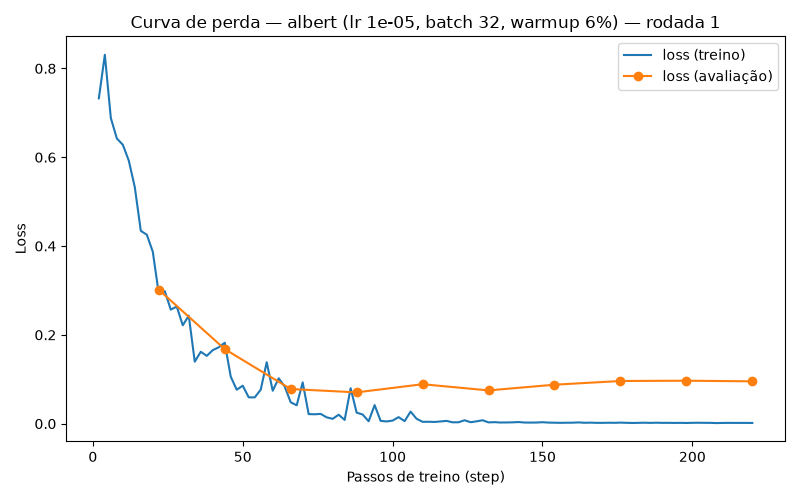 Curva de perda — albert (lr 1e-05, batch 32, warmup 6%) — rodada 1
loss (treino)
loss (avaliação)
Loss
0.8
0.6
0.4
0.2
0.0
0 50 100 150 200
Passos de treino (step)